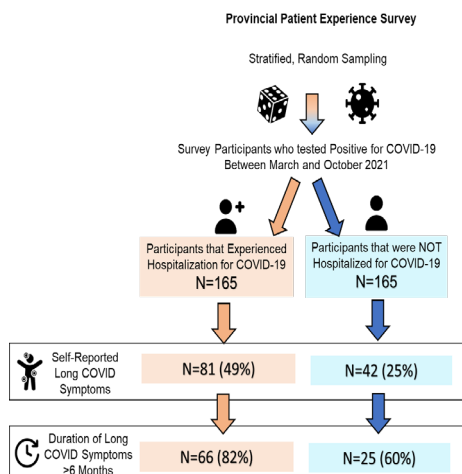 Provincial Patient Experience Survey
Stratified, Random Sampling
Survey Participants who tested Positive for COVID-19
Between March and October 2021
Participants that Experienced
Hospitalization for COVID-19
N=165
Participants that were NOT
Hospitalized for COVID-19
N=165
Self-Reported
Long COVID
Symptoms
N=81 (49%)
N=42 (25%)
Duration of Long
COVID Symptoms
>6 Months
N=66 (82%)
N=25 (60%)